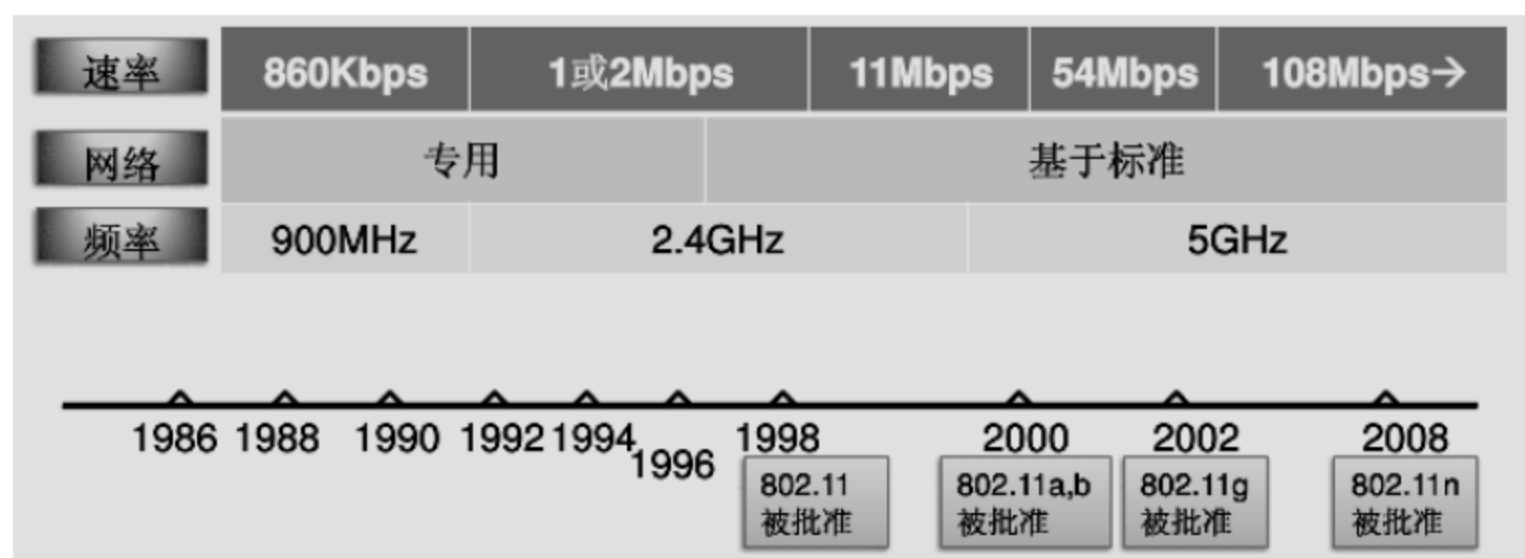 速率 860Kbps 1或2Mbps 11Mbps 54Mbps 108Mbps→
网络 专用 基于标准
频率 900MHz 2.4GHz 5GHz
1986 1988 1990 1992 1994 1996 1998 2000 2002 2008
802.11 802.11a,b 802.11g 802.11n
被批准 被批准 被批准 被批准